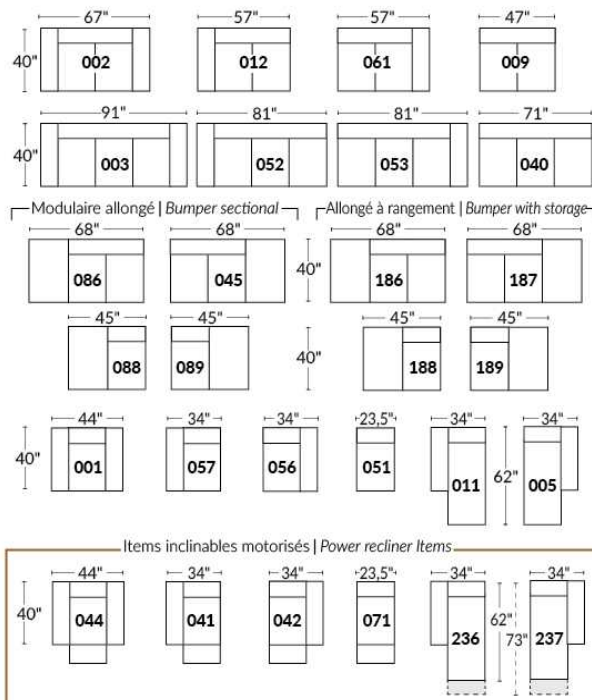 67" 57" 57" 47"
40" 002 012 061 009
91" 81" 81" 71"
40" 003 052 053 040
Modulaire allongé | Bumper sectional Allongé à rangement | Bumper with storage
68" 68" 68" 68"
086 045 40" 186 187
45" 45" 45" 45"
088 089 40" 188 189
44" 34" 34" 23,5" 34" 34"
40" 001 057 056 051 011 62" 005
Items inclinables motorisés | Power recliner Items
44" 34" 34" 23,5" 34" 34"
40" 044 041 042 071 236 62" 73" 237